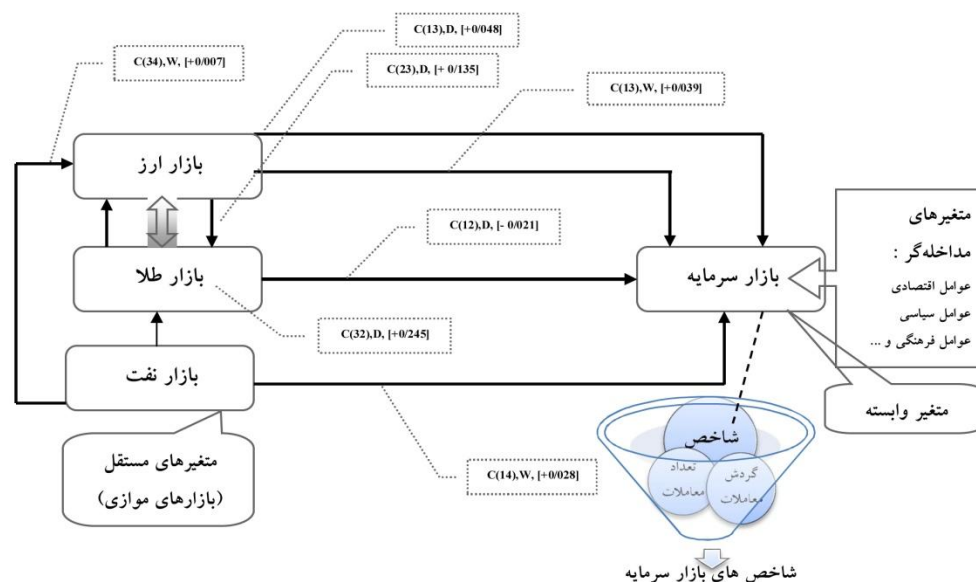 C(13),D, [+0/048]
C(34),W, [+0/007]
C(23),D, [+ 0/135]
C(13),W, [+0/039]
بازار ارز
C(12),D, [- 0/021]
متغیرهای
مداخله‌گر :
عوامل اقتصادی
عوامل سیاسی
عوامل فرهنگی و ...
بازار طلا
بازار سرمایه
C(32),D, [+0/245]
بازار نفت
متغیر وابسته
متغیرهای مستقل
(بازارهای موازی)
شاخص
تعداد
معاملات
گردش
معاملات
C(14),W, [+0/028]
شاخص های بازار سرمایه